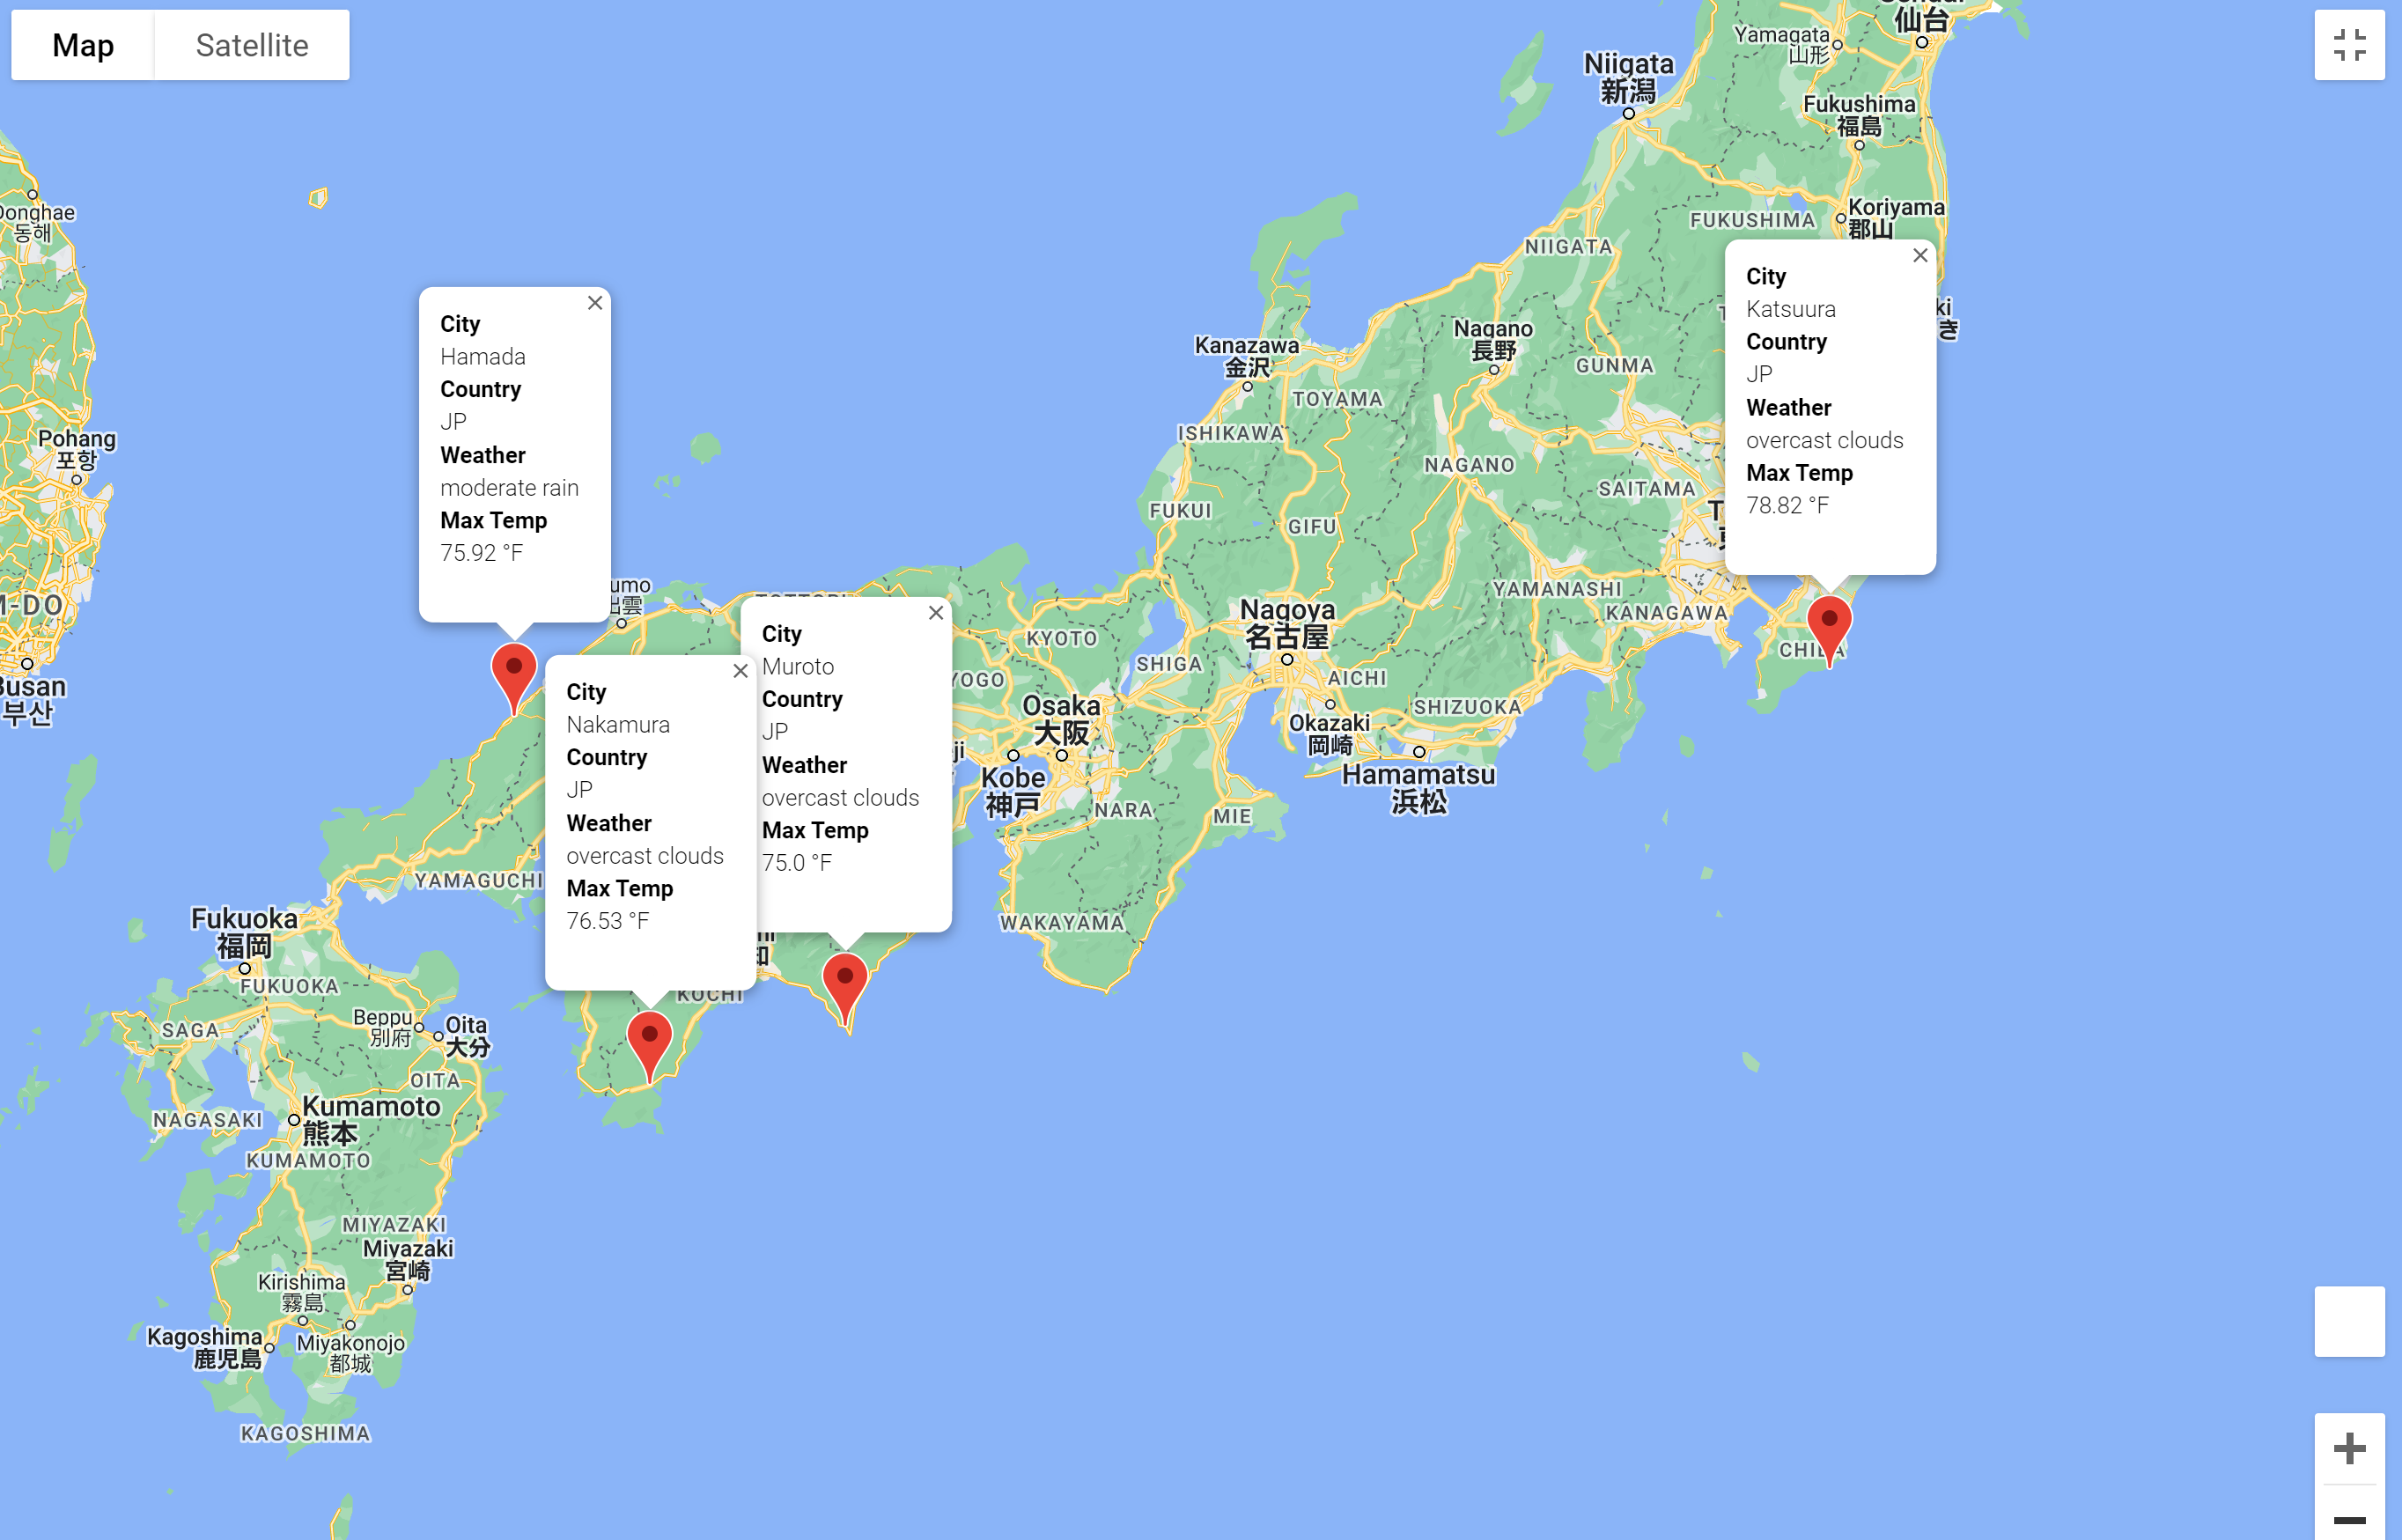 Map
Satellite
仙台
Yamagata
山形
Niigata
新潟
Fukushima
福島
Koriyama
郡山
FUKUSHIMA
NIIGATA
Donghae
동해
City
Katsuura
Country
JP
Weather
overcast clouds
Max Temp
78.82 °F
City
Hamada
Country
JP
Weather
moderate rain
Max Temp
75.92 °F
Kanazawa
金沢
Nagano
長野
GUNMA
TOYAMA
ISHIKAWA
Pohang
포항
NAGANO
SAITAMA
FUKUI
GIFU
YAMANASHI
KANAGAWA
Nagoya
名古屋
KYOTO
SHIGA
CHIBA
AICHI
Busan
부산
Osaka
大阪
Okazaki
岡崎
SHIZUOKA
Kobe
神戸
Hamamatsu
浜松
NARA
MIE
City
Muroto
Country
JP
Weather
overcast clouds
Max Temp
75.0 °F
City
Nakamura
Country
JP
Weather
overcast clouds
Max Temp
76.53 °F
YAMAGUCHI
WAKAYAMA
Fukuoka
福岡
FUKUOKA
KOCHI
SAGA
Beppu
別府
Oita
大分
OITA
NAGASAKI
Kumamoto
熊本
KUMAMOTO
MIYAZAKI
Miyazaki
宮崎
Kirishima
霧島
Kagoshima
鹿児島
Miyakonojo
都城
KAGOSHIMA